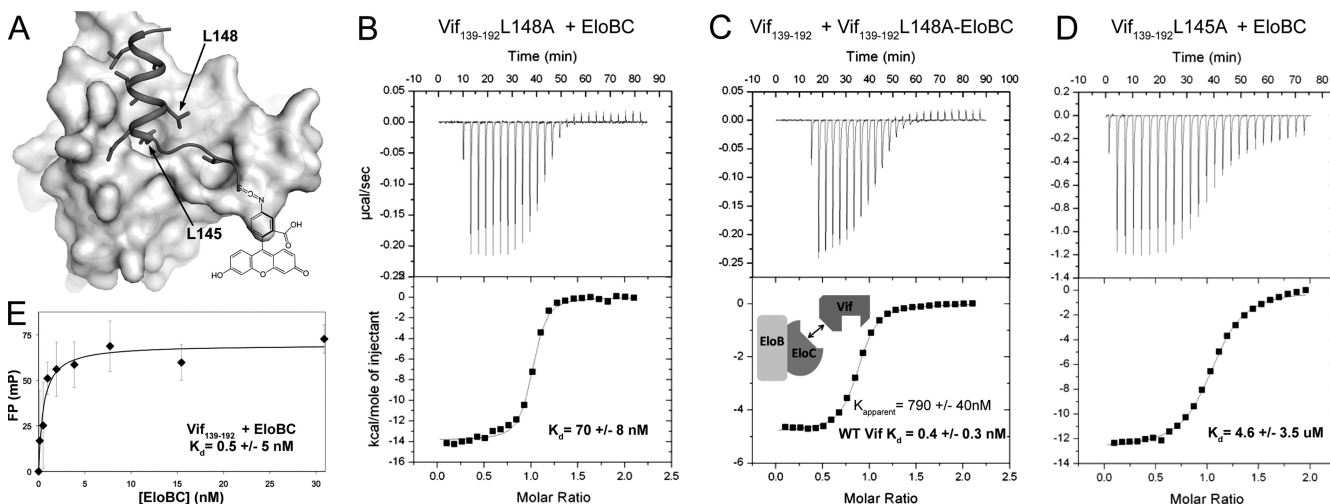 A
L148
L145
S
C
N
OH
O
HO
O
O
E
FP (mP)
75
50
25
0
Vif139-192 + EloBC
Kd= 0.5 +/- 5 nM
0 5 10 15 20 25 30
[EloBC] (nM)
B
Vif139-192L148A + EloBC
Time (min)
-10 0 10 20 30 40 50 60 70 80 90
µcal/sec
0.05
0.00
-0.05
-0.10
-0.15
-0.20
kcal/mole of injectant
0
-2
-4
-6
-8
-10
-12
-14
-16
Kd= 70 +/- 8 nM
0.0 0.5 1.0 1.5 2.0 2.5
Molar Ratio
C
Vif139-192 + Vif139-192L148A-EloBC
Time (min)
-10 0 10 20 30 40 50 60 70 80 90 100
0.05
0.00
-0.05
-0.10
-0.15
-0.20
-0.25
0
-2
-4
-6
Vif
EloB
EloC
Kapparent= 790 +/- 40nM
WT Vif Kd= 0.4 +/- 0.3 nM
0.0 0.5 1.0 1.5 2.0 2.5
Molar Ratio
D
Vif139-192L145A + EloBC
Time (min)
-10 0 10 20 30 40 50 60 70 80
0.2
0.0
-0.2
-0.4
-0.6
-0.8
-1.0
-1.2
-1.4
0
-2
-4
-6
-8
-10
-12
-14
Kd= 4.6 +/- 3.5 uM
0.0 0.5 1.0 1.5 2.0
Molar Ratio